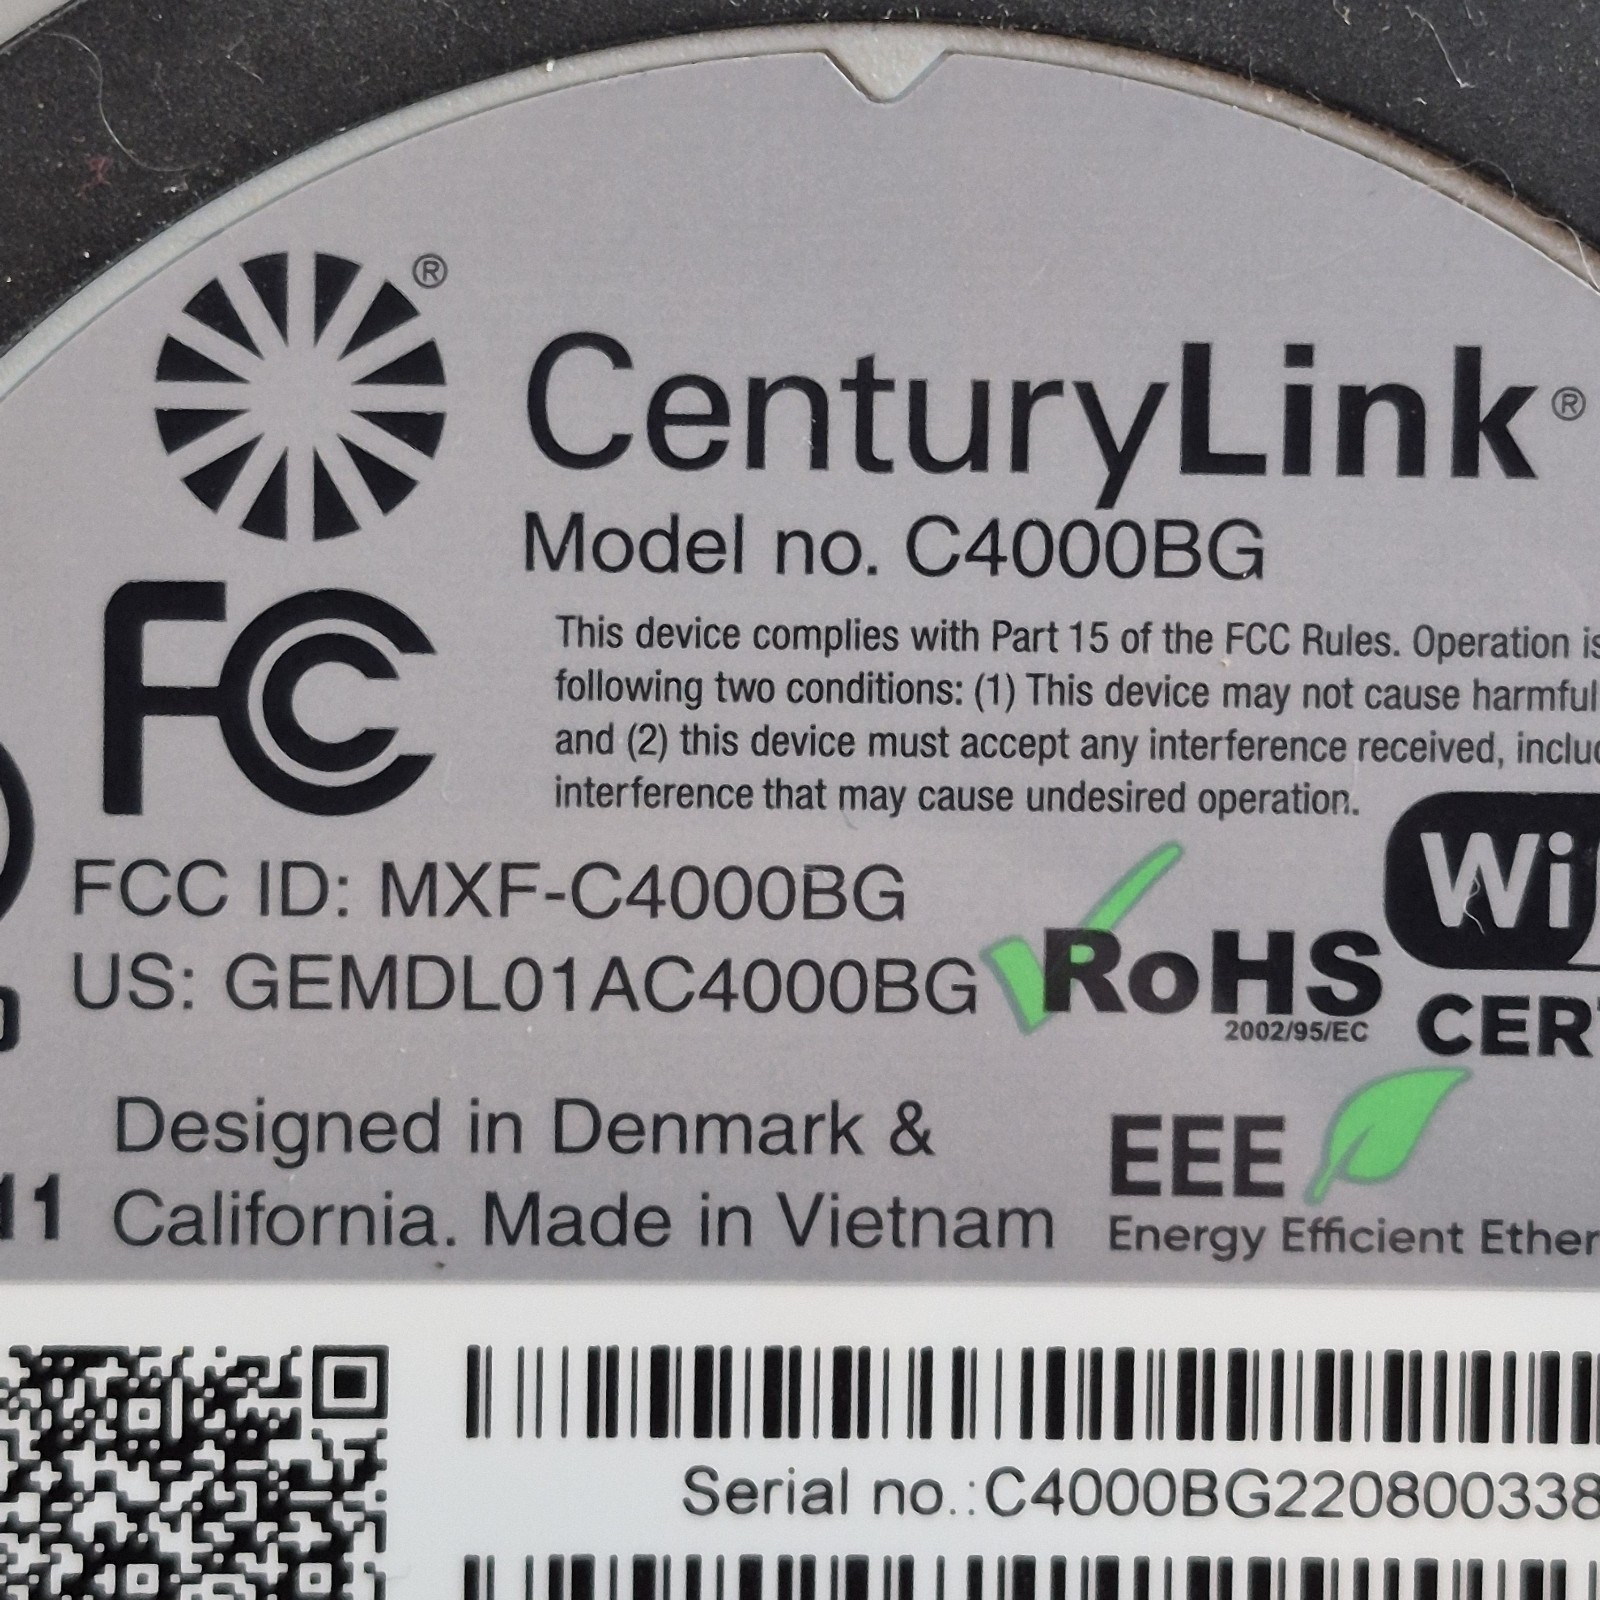 ®
CenturyLink®
Model no. C4000BG
FC
This device complies with Part 15 of the FCC Rules. Operation is
following two conditions: (1) This device may not cause harmful
and (2) this device must accept any interference received, inclu
interference that may cause undesired operation.
Wi
FCC ID: MXF-C4000BG
RoHS
US: GEMDL01AC4000BG
2002/95/EC
CER
Designed in Denmark &
EEE
11
California. Made in Vietnam
Energy Efficient Ether
Serial no.:C4000BG220800338